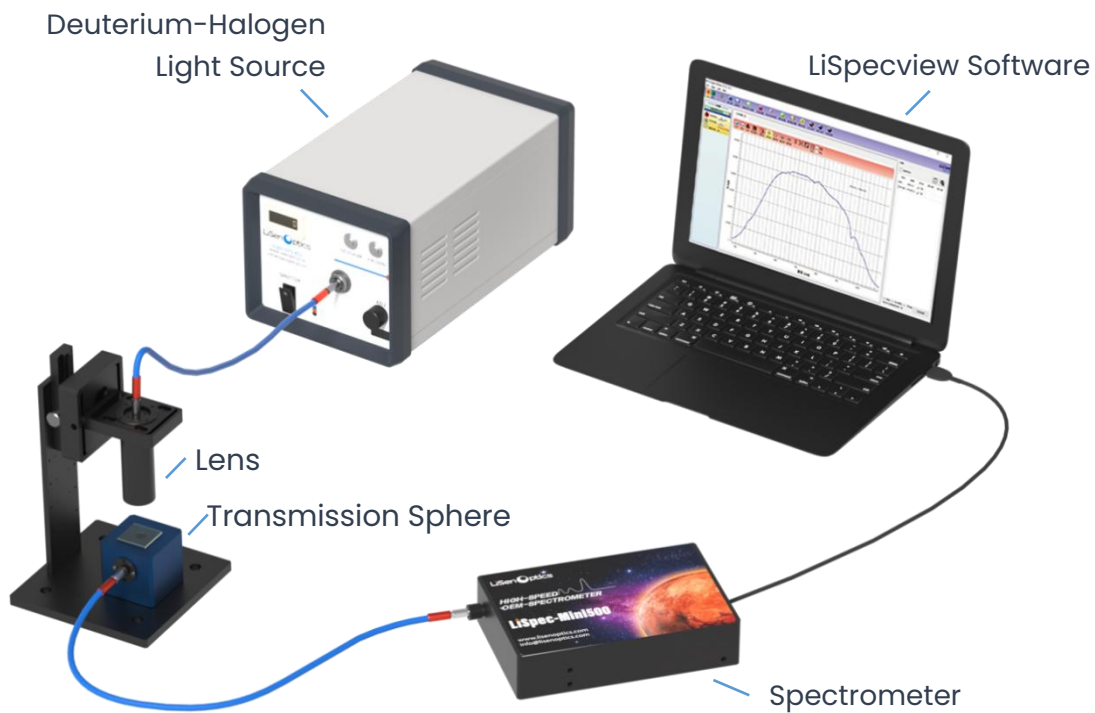 Deuterium-Halogen
Light Source
LiSpecview Software
LiSenOptics
Lens
Transmission Sphere
LiSenOptics
HIGH-SPEED
OEM-SPECTROMETER
LiSpec-Mini500
www.lisenoptics.com
info@lisenoptics.com
Spectrometer